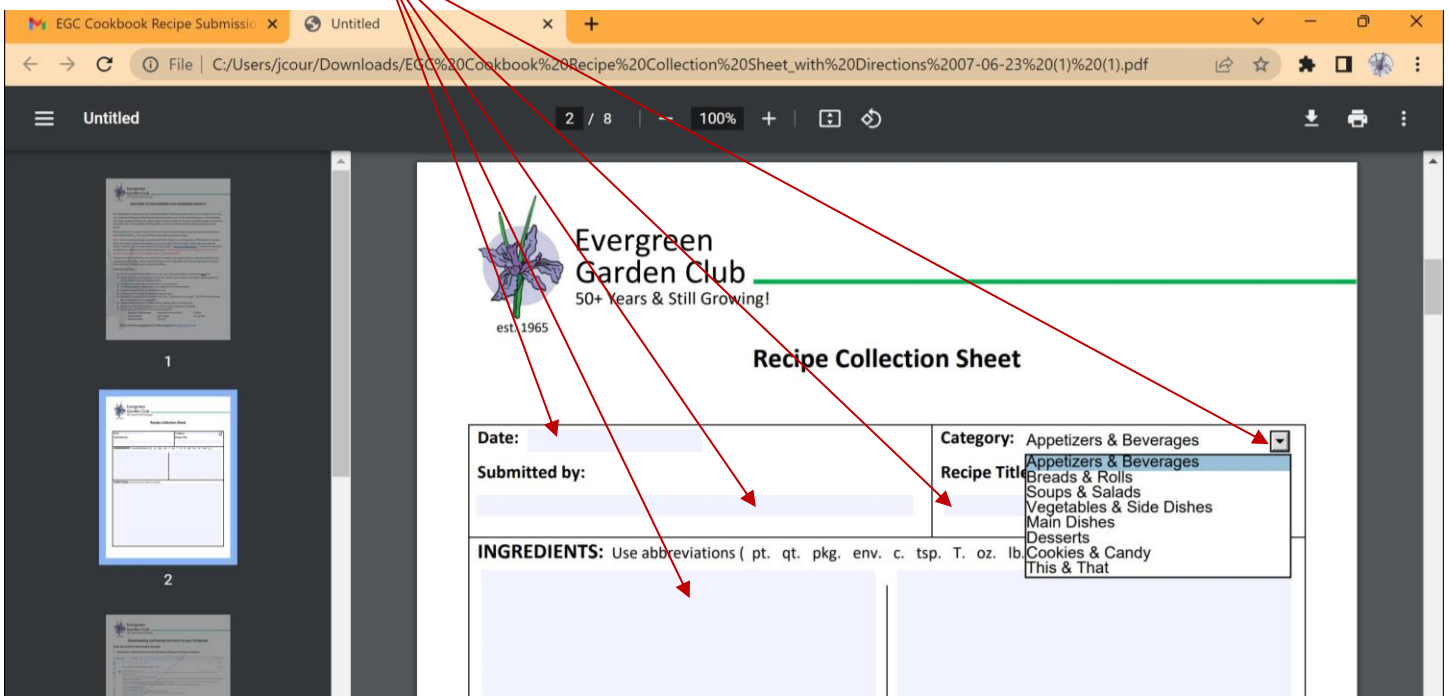 EGC Cookbook Recipe Submissio
Untitled
File | C:/Users/jcour/Downloads/EGC%20Cookbook%20Recipe%20Collection%20Sheet_with%20Directions%2007-06-23%20(1)%20(1).pdf
Untitled
2 / 8
100%
1
2
Evergreen
Garden Club
50+ Years & Still Growing!
est. 1965
Recipe Collection Sheet
Date:
Category: Appetizers & Beverages
Submitted by:
Recipe Title
Appetizers & Beverages
Breads & Rolls
Soups & Salads
Vegetables & Side Dishes
Main Dishes
Desserts
Cookies & Candy
This & That
INGREDIENTS: Use abbreviations ( pt. qt. pkg. env. c. tsp. T. oz. lb.